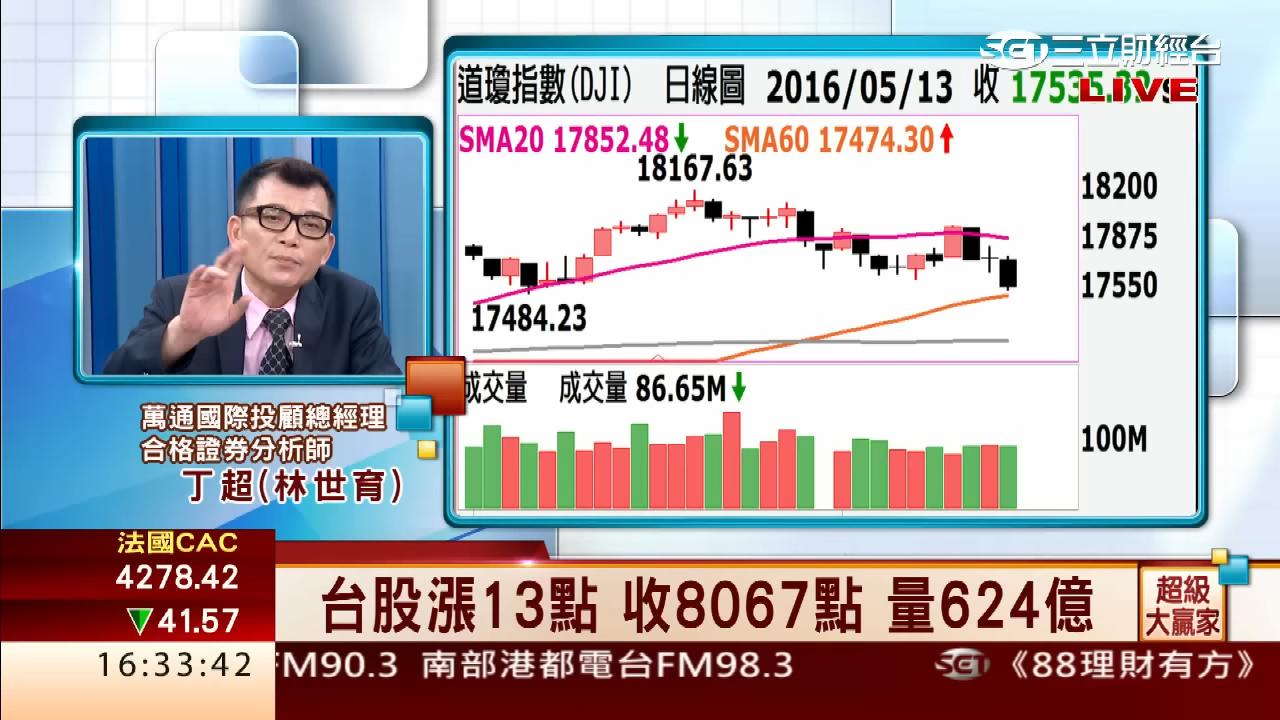 SET三立財經台
LIVE
道瓊指數(DJI) 日線圖 2016/05/13 收 17535.32s
SMA20 17852.48↓ SMA60 17474.30↑
18167.63
18200
17875
17550
17484.23
成交量 成交量 86.65M↓
100M
萬通國際投顧總經理
合格證券分析師
丁超(林世育)
法國CAC
4278.42
▼41.57
台股漲13點 收8067點 量624億
超級
大贏家
16:33:42
FM90.3 南部港都電台FM98.3 SET《88理財有方》